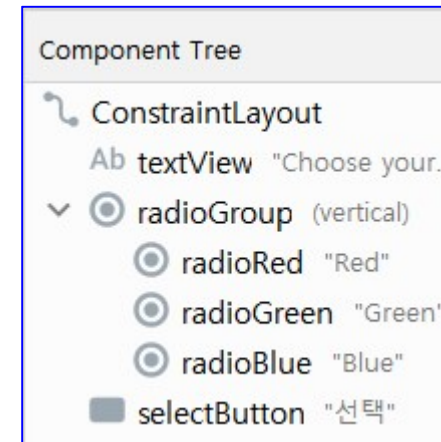 Component Tree
ConstraintLayout
Ab textView "Choose your.
radioGroup (vertical)
radioRed "Red"
radioGreen "Green"
radioBlue "Blue"
selectButton "선택"